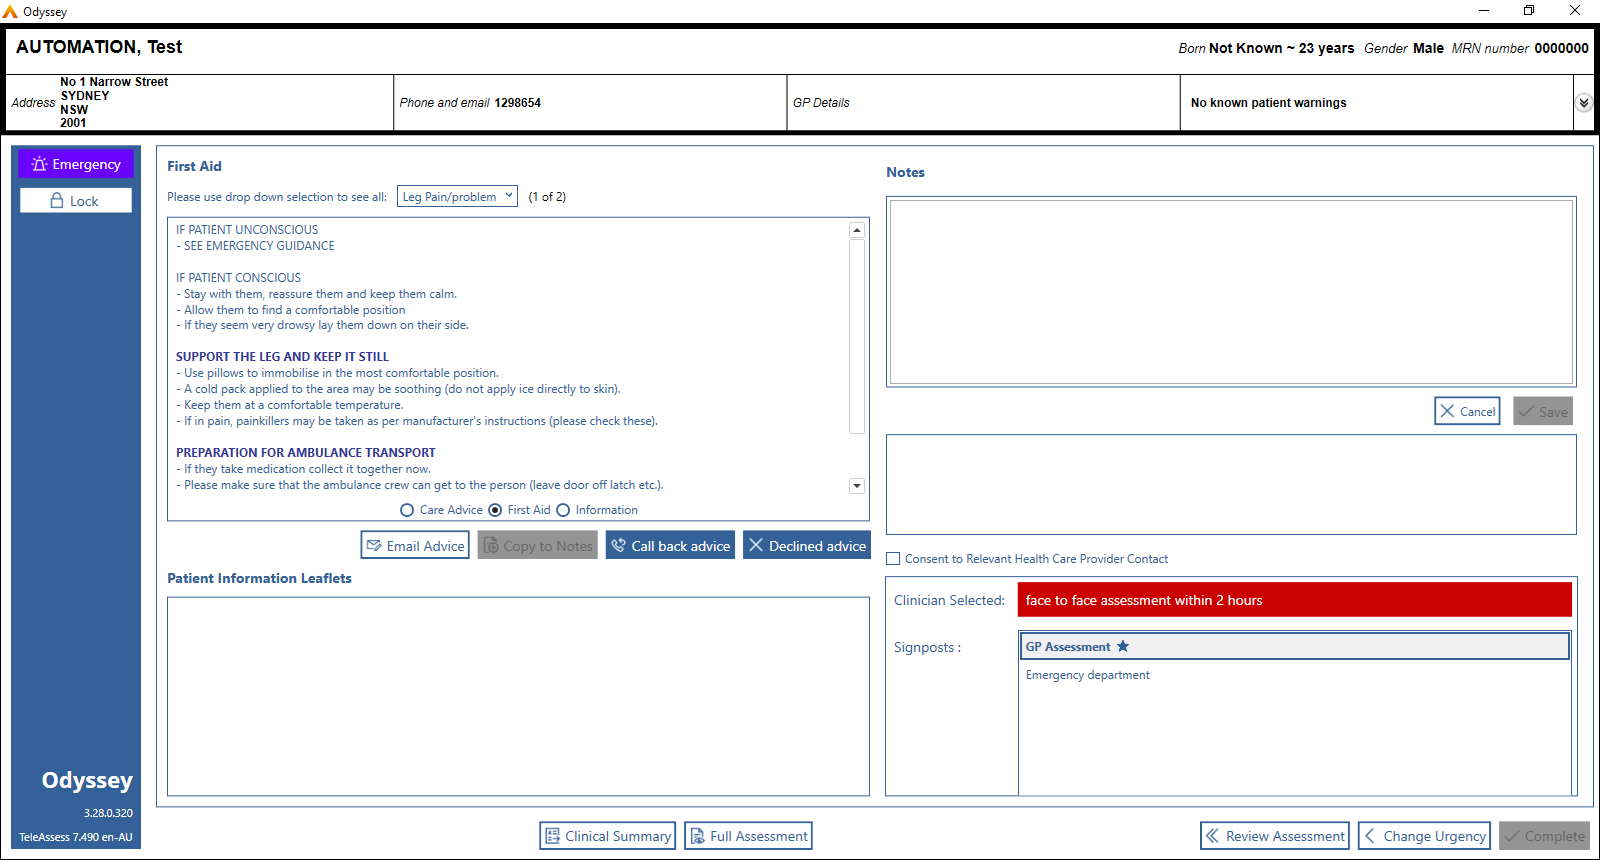 Odyssey
AUTOMATION, Test
Born Not Known ~ 23 years Gender Male MRN number 0000000
Address
No 1 Narrow Street
SYDNEY
NSW
2001
Phone and email 1298654
GP Details
No known patient warnings
Emergency
Lock
First Aid
Please use drop down selection to see all: Leg Pain/problem (1 of 2)
IF PATIENT UNCONSCIOUS
- SEE EMERGENCY GUIDANCE
IF PATIENT CONSCIOUS
- Stay with them, reassure them and keep them calm.
- Allow them to find a comfortable position
- If they seem very drowsy lay them down on their side.
SUPPORT THE LEG AND KEEP IT STILL
- Use pillows to immobilise in the most comfortable position.
- A cold pack applied to the area may be soothing (do not apply ice directly to skin).
- Keep them at a comfortable temperature.
- If in pain, painkillers may be taken as per manufacturer's instructions (please check these).
PREPARATION FOR AMBULANCE TRANSPORT
- If they take medication collect it together now.
- Please make sure that the ambulance crew can get to the person (leave door off latch etc.).
Care Advice First Aid Information
Email Advice Copy to Notes Call back advice Declined advice
Patient Information Leaflets
Notes
Cancel Save
Consent to Relevant Health Care Provider Contact
Clinician Selected: face to face assessment within 2 hours
Signposts : GP Assessment
Emergency department
Odyssey
3.28.0.320
TeleAssess 7.490 en-AU
Clinical Summary Full Assessment Review Assessment Change Urgency Complete